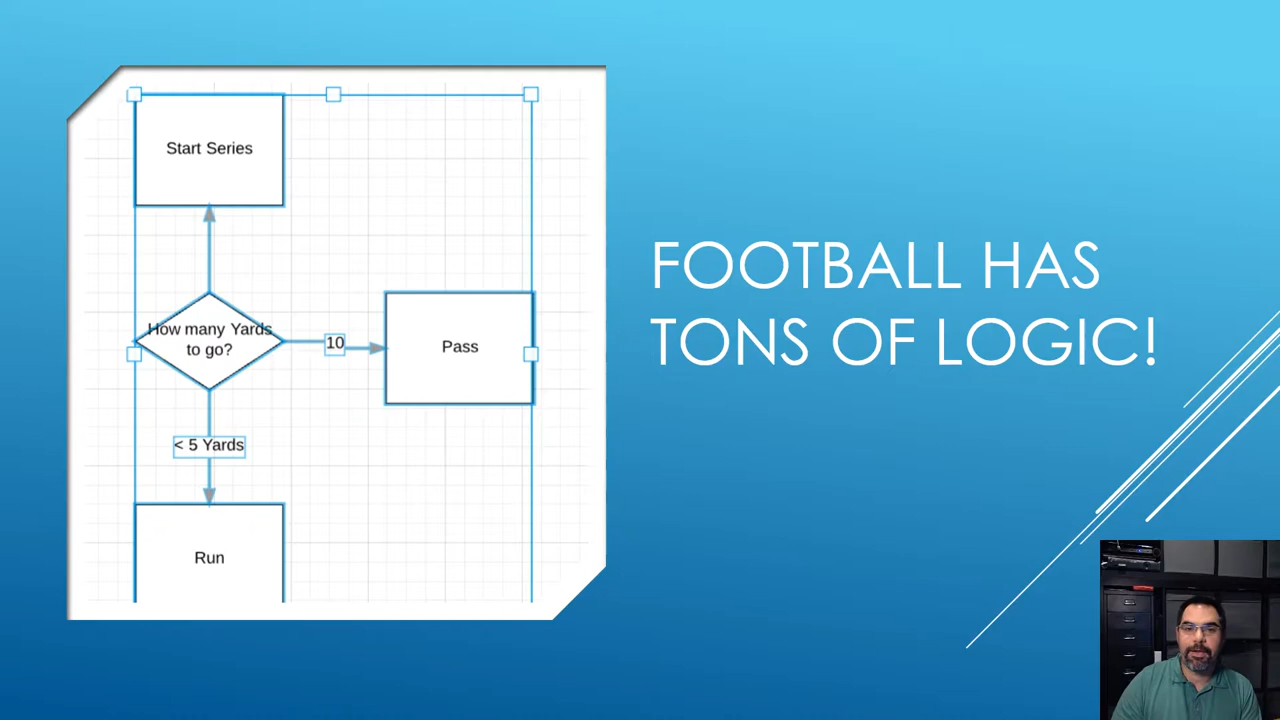 Start Series
How many Yards
to go?
10
Pass
< 5 Yards
Run
FOOTBALL HAS
TONS OF LOGIC!